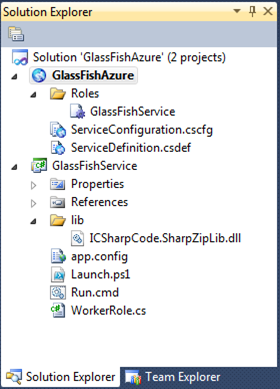 Solution Explorer
Solution 'GlassFishAzure' (2 projects)
GlassFishAzure
Roles
GlassFishService
ServiceConfiguration.cscfg
ServiceDefinition.csdef
GlassFishService
Properties
References
lib
ICSharpCode.SharpZipLib.dll
app.config
Launch.ps1
Run.cmd
WorkerRole.cs
Solution Explorer Team Explorer